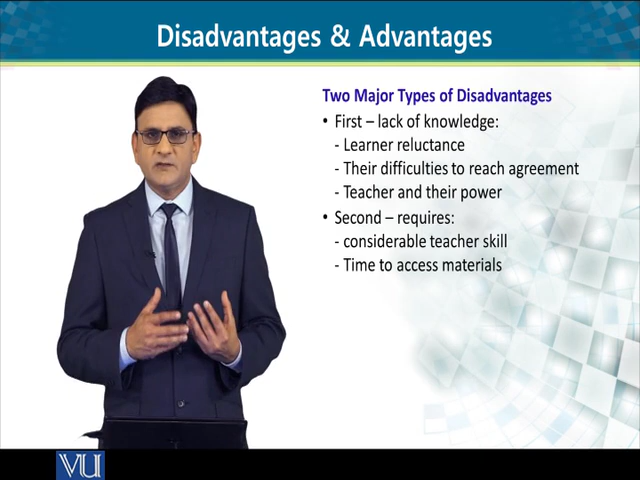 Disadvantages & Advantages
Two Major Types of Disadvantages
• First – lack of knowledge:
- Learner reluctance
- Their difficulties to reach agreement
- Teacher and their power
• Second – requires:
- considerable teacher skill
- Time to access materials
VU